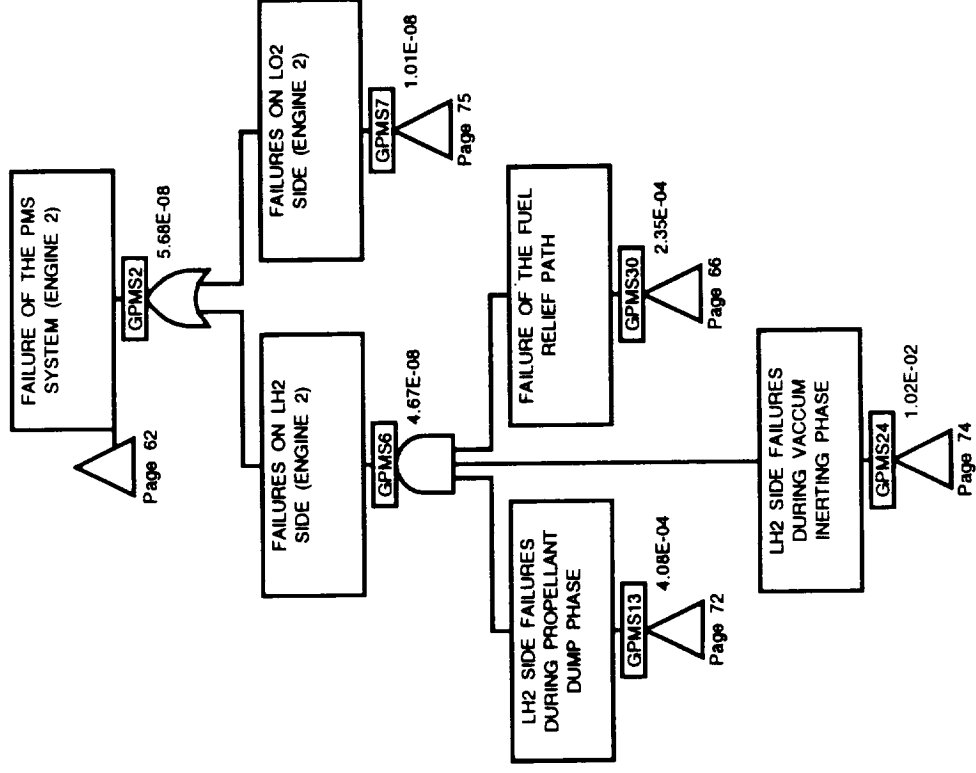 FAILURE OF THE PMS
SYSTEM (ENGINE 2)
GPMS2
5.68E-08
Page 62
FAILURES ON LH2
SIDE (ENGINE 2)
GPMS6
4.67E-08
FAILURES ON LO2
SIDE (ENGINE 2)
GPMS7
1.01E-08
Page 75
LH2 SIDE FAILURES
DURING PROPELLANT
DUMP PHASE
GPMS13
4.08E-04
Page 72
FAILURE OF THE FUEL
RELIEF PATH
GPMS30
2.35E-04
Page 66
LH2 SIDE FAILURES
DURING VACCUM
INERTING PHASE
GPMS24
1.02E-02
Page 74